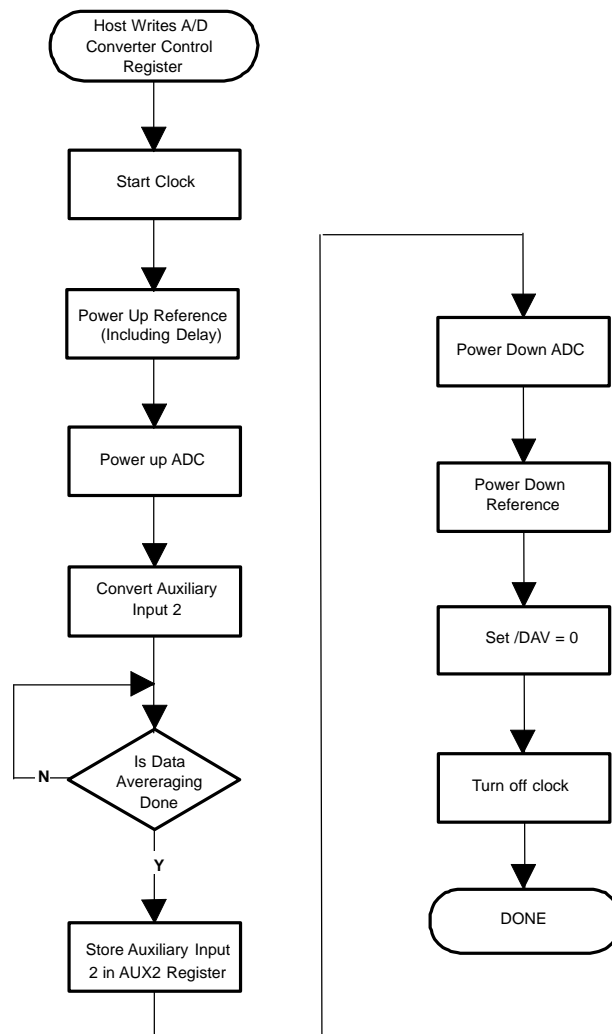 Host Writes A/D
Converter Control
Register
Start Clock
Power Up Reference
(Including Delay)
Power up ADC
Convert Auxiliary
Input 2
Is Data
Avereraging
Done
N
Y
Store Auxiliary Input
2 in AUX2 Register
Power Down ADC
Power Down
Reference
Set /DAV = 0
Turn off clock
DONE